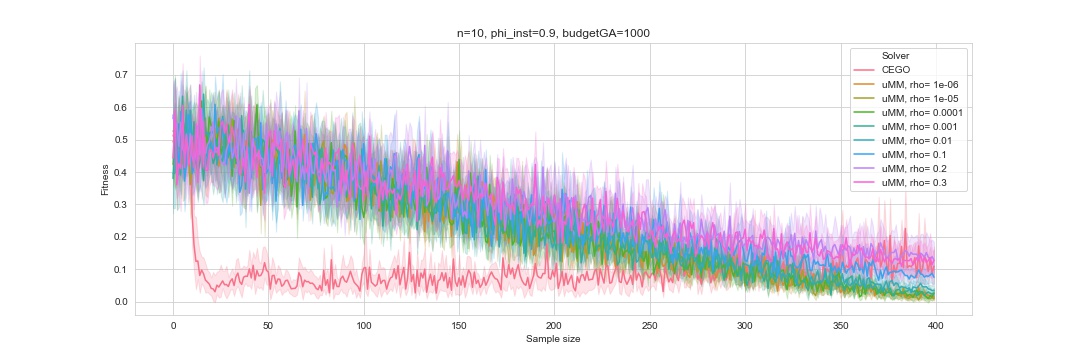 n=10, phi_inst=0.9, budgetGA=1000
Fitness
0.7
0.6
0.5
0.4
0.3
0.2
0.1
0.0
0
50
100
150
200
250
300
350
400
Sample size
Solver
CEGO
uMM, rho= 1e-06
uMM, rho= 1e-05
uMM, rho= 0.0001
uMM, rho= 0.001
uMM, rho= 0.01
uMM, rho= 0.1
uMM, rho= 0.2
uMM, rho= 0.3